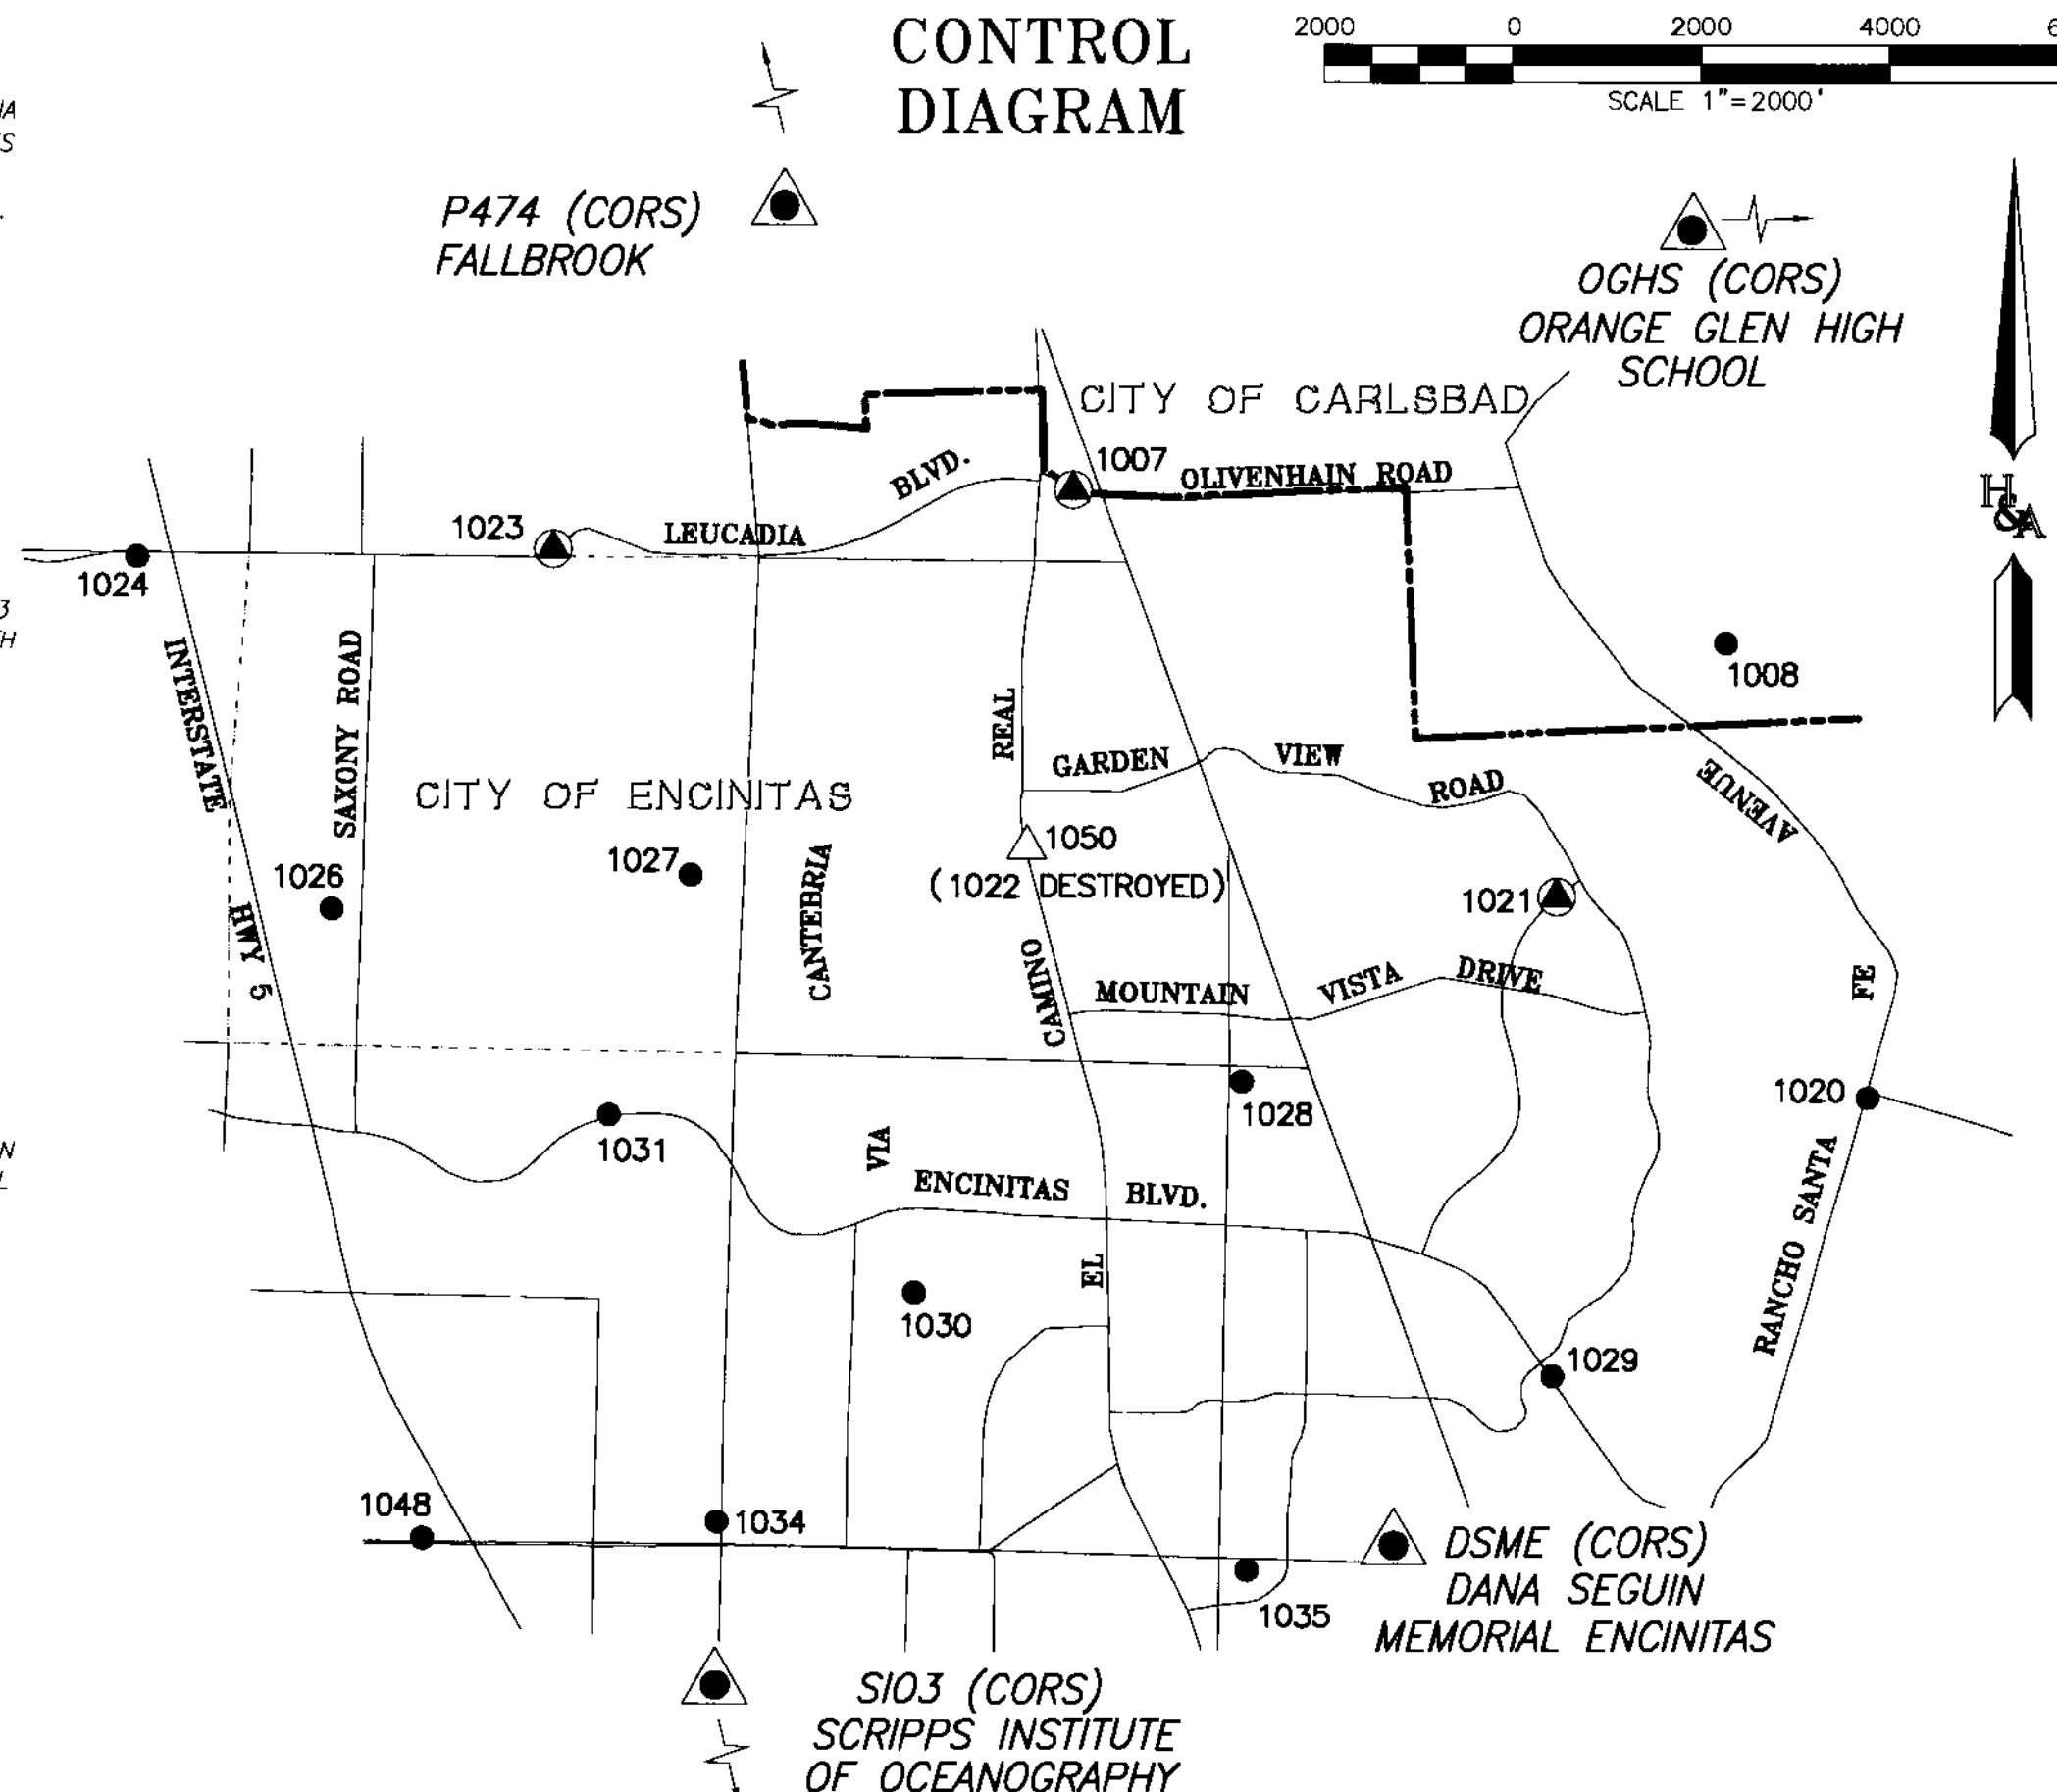 CONTROL
DIAGRAM
2000 0 2000 4000 6
SCALE 1"=2000'
P474 (CORS)
FALLBROOK
OGHS (CORS)
ORANGE GLEN HIGH
SCHOOL
CITY OF CARLSBAD
1007
OLIVENHAIN ROAD
BLVD.
LEUCADIA
1023
1024
H&A
1008
INTERSTATE
HWY 5
SAXONY ROAD
REAL
GARDEN VIEW ROAD
AVENUE
CITY OF ENCINITAS
1050
(1022 DESTROYED)
1027
1026
CANTEBRIA
1021
CAMINO
MOUNTAIN VISTA DRIVE
FE
1028
1020
1031
VIA
ENCINITAS BLVD.
RANCHO SANTA
EL
1030
1029
1048
1034
1035
DSME (CORS)
DANA SEGUIN
MEMORIAL ENCINITAS
SIO3 (CORS)
SCRIPPS INSTITUTE
OF OCEANOGRAPHY